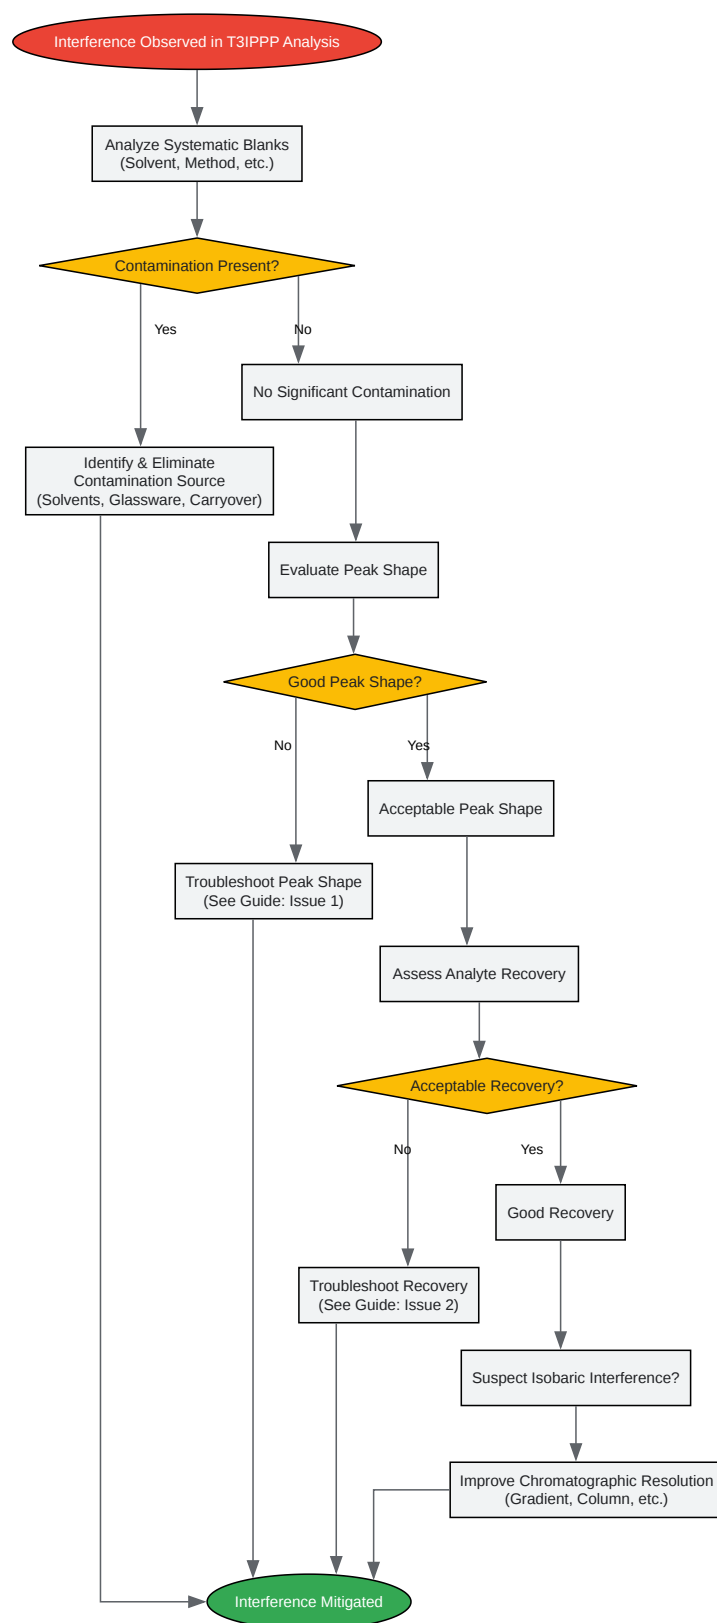 Interference Observed in T3IPPP Analysis
Analyze Systematic Blanks
(Solvent, Method, etc.)
Contamination Present?
Yes
No
No Significant Contamination
Identify & Eliminate
Contamination Source
(Solvents, Glassware, Carryover)
Evaluate Peak Shape
Good Peak Shape?
No
Yes
Acceptable Peak Shape
Troubleshoot Peak Shape
(See Guide: Issue 1)
Assess Analyte Recovery
Acceptable Recovery?
No
Yes
Good Recovery
Troubleshoot Recovery
(See Guide: Issue 2)
Suspect Isobaric Interference?
Improve Chromatographic Resolution
(Gradient, Column, etc.)
Interference Mitigated